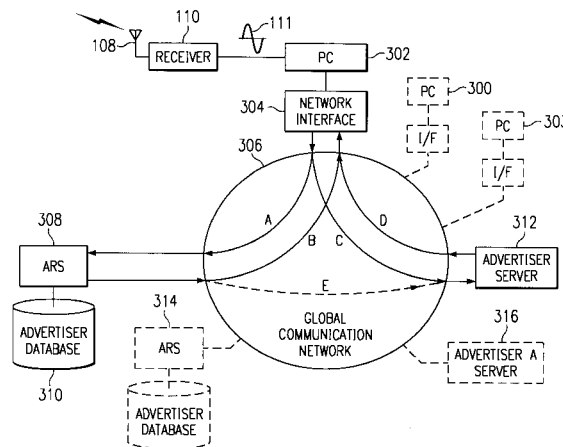 110
111
108
RECEIVER
PC
302
304
NETWORK
INTERFACE
PC
300
I/F
PC
303
I/F
306
A
B
C
D
E
308
ARS
ADVERTISER
DATABASE
310
312
ADVERTISER
SERVER
314
ARS
ADVERTISER
DATABASE
GLOBAL
COMMUNICATION
NETWORK
316
ADVERTISER A
SERVER